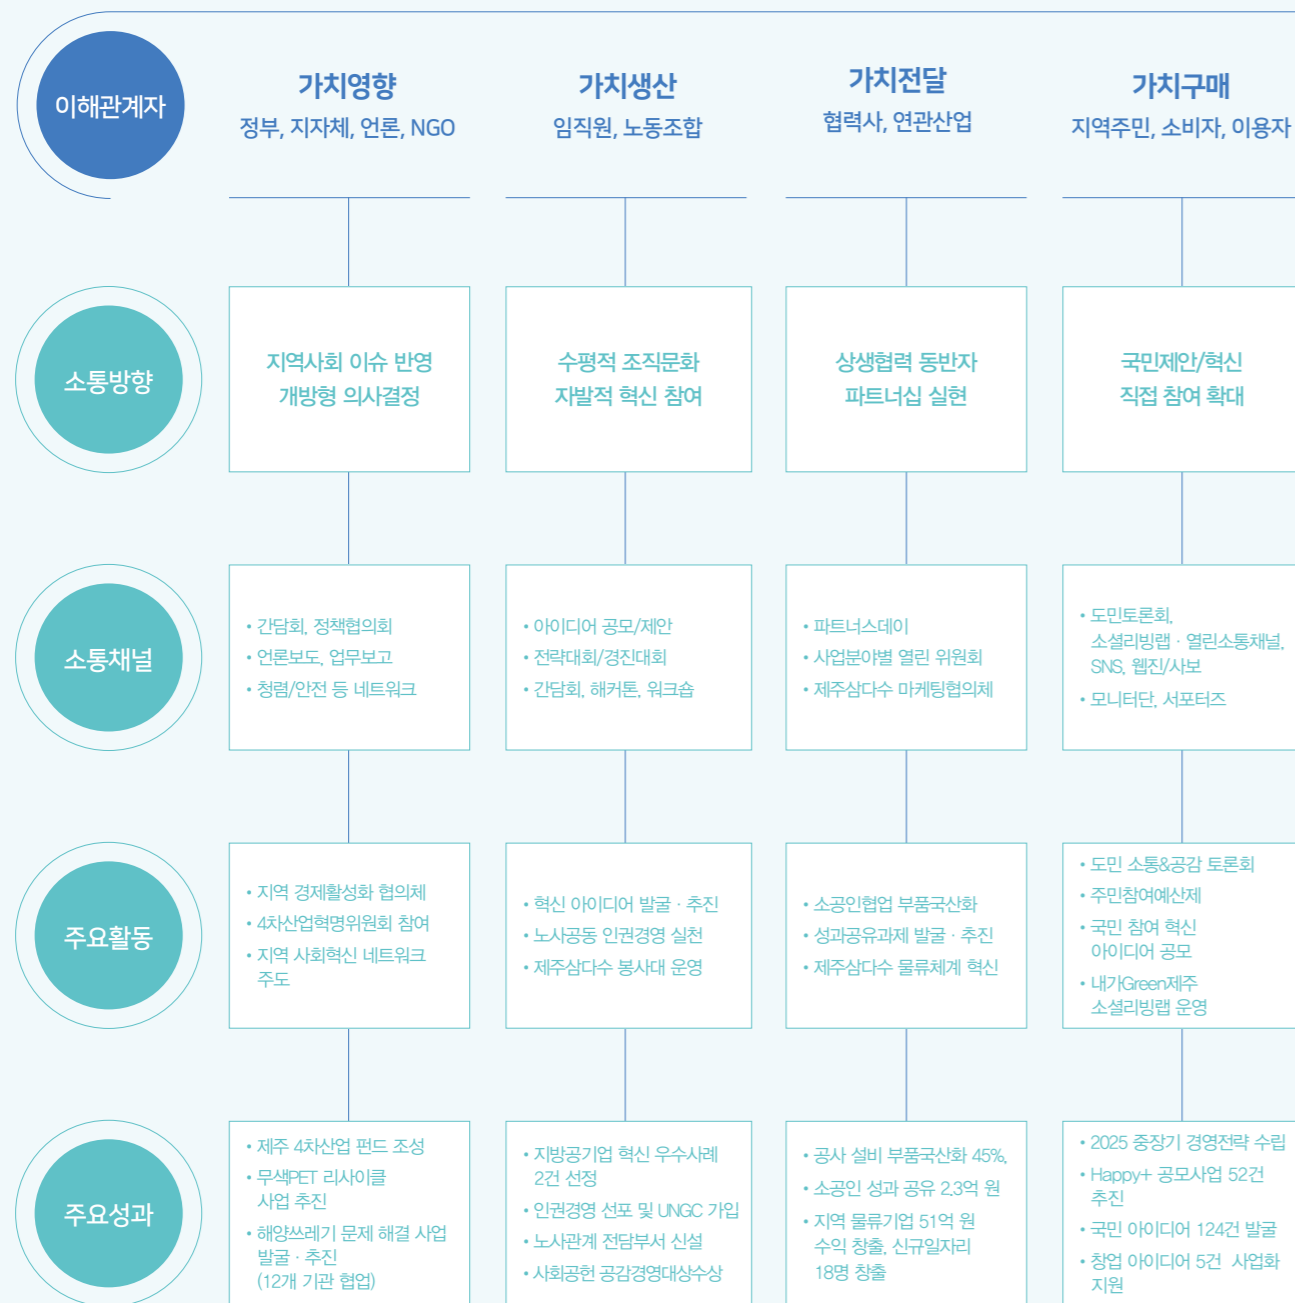 이해관계자
가치영향
정부, 지자체, 언론, NGO
가치생산
임직원, 노동조합
가치전달
협력사, 연관산업
가치구매
지역주민, 소비자, 이용자
소통방향
지역사회 이슈 반영
개방형 의사결정
수평적 조직문화
자발적 혁신 참여
상생협력 동반자
파트너십 실현
국민제안/혁신
직접 참여 확대
소통채널
• 간담회, 정책협의회
• 언론보도, 업무보고
• 청렴/안전 등 네트워크
• 아이디어 공모/제안
• 전략대회/경진대회
• 간담회, 해커톤, 워크숍
• 파트너스데이
• 사업분야별 열린 위원회
• 제주삼다수 마케팅협의체
• 도민토론회,
소셜리빙랩 · 열린소통채널,
SNS, 웹진/사보
• 모니터단, 서포터즈
주요활동
• 지역 경제활성화 협의체
• 4차산업혁명위원회 참여
• 지역 사회혁신 네트워크
주도
• 혁신 아이디어 발굴 · 추진
• 노사공동 인권경영 실천
• 제주삼다수 봉사대 운영
• 소공인협업 부품국산화
• 성과공유과제 발굴 · 추진
• 제주삼다수 물류체계 혁신
• 도민 소통&공감 토론회
• 주민참여예산제
• 국민 참여 혁신
아이디어 공모
• 내가Green제주
소셜리빙랩 운영
주요성과
• 제주 4차산업 펀드 조성
• 무색PET 리사이클
사업 추진
• 해양쓰레기 문제 해결 사업
발굴 · 추진
(12개 기관 협업)
• 지방공기업 혁신 우수사례
2건 선정
• 인권경영 선포 및 UNGC 가입
• 노사관계 전담부서 신설
• 사회공헌 공감경영대상수상
• 공사 설비 부품국산화 45%,
• 소공인 성과 공유 2.3억 원
• 지역 물류기업 51억 원
수익 창출, 신규일자리
18명 창출
• 2025 중장기 경영전략 수립
• Happy+ 공모사업 52건
추진
• 국민 아이디어 124건 발굴
• 창업 아이디어 5건 사업화
지원